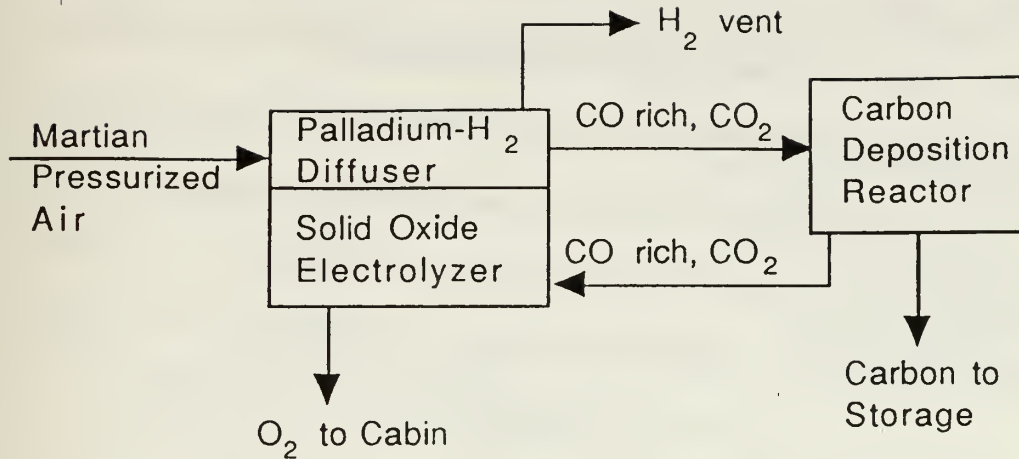 H2 vent
Martian
Pressurized
Air
Palladium-H2
Diffuser
Solid Oxide
Electrolyzer
CO rich, CO2
CO rich, CO2
Carbon
Deposition
Reactor
O2 to Cabin
Carbon to
Storage